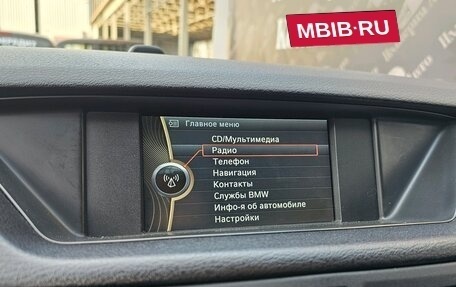 MBIB.RU
Главное меню
CD/Мультимедиа
Радио
Телефон
Навигация
Контакты
Службы BMW
Инфо-я об автомобиле
Настройки